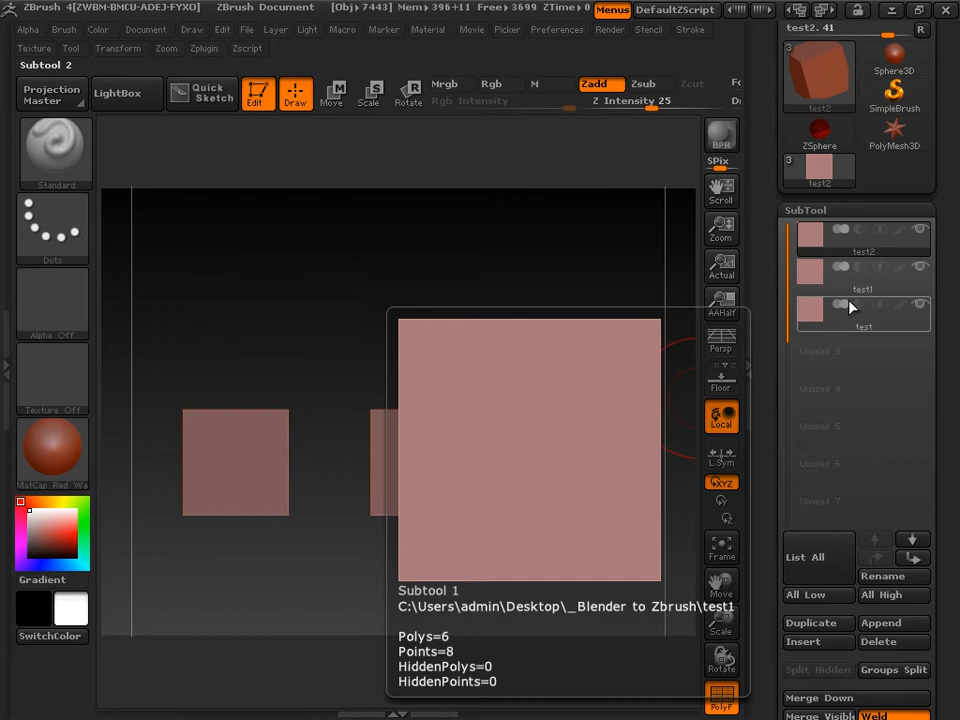 ZBrush 4[ZWBM-BMCU-ADEJ-FYXO] ZBrush Document [Obj> 7443] Mem>396+11 Free>3699 ZTime>0 Menus DefaultZScript
Alpha Brush Color Document Draw Edit File Layer Light Macro Marker Material Movie Picker Preferences Render Stencil Stroke
Texture Tool Transform Zoom Zplugin Zscript
Subtool 2
Projection Master
LightBox
Quick Sketch
Edit
Draw
Move
Scale
Rotate
Mrgb Rgb M Zadd Zsub Zcut
Rgb Intensity Z Intensity 25
Standard
Dots
Alpha Off
Texture Off
MatCap Red Wa
Gradient
SwitchColor
BPR
SPix
Scroll
Zoom
Actual
AAHalf
Persp
Floor
Local
L.Sym
XYZ
Y
Z
Frame
Move
Scale
Rotate
PolyF
Subtool 1
C:\Users\admin\Desktop\_Blender to Zbrush\test1
Polys=6
Points=8
HiddenPolys=0
HiddenPoints=0
test2. 41
R
3
test2
Sphere3D
SimpleBrush
ZSphere
PolyMesh3D
3
test2
SubTool
test2
test1
test
Unused 3
Unused 4
Unused 5
Unused 6
Unused 7
List All
Rename
All Low
All High
Duplicate
Append
Insert
Delete
Split Hidden
Groups Split
Merge Down
Merge Visible
Weld